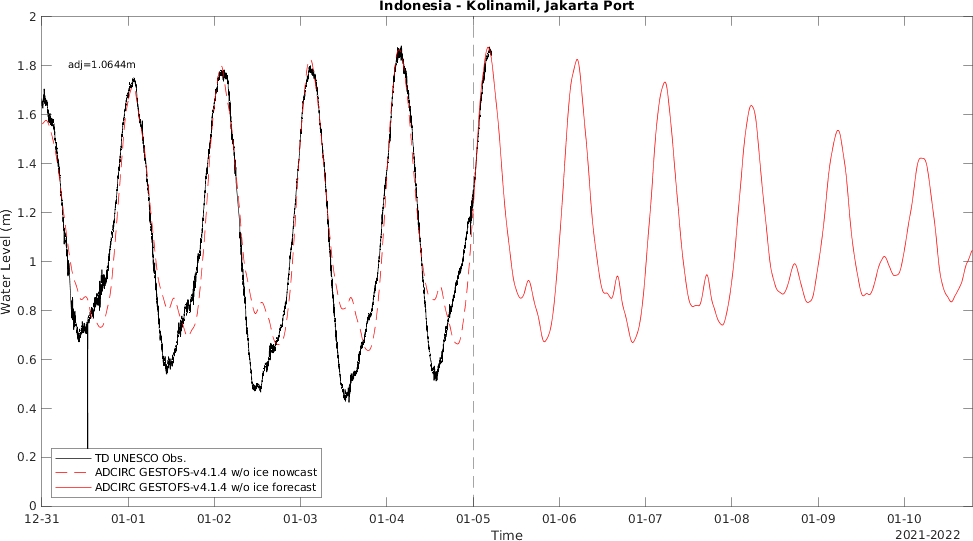 Indonesia - Kolinamil, Jakarta Port
2
1.8
1.6
1.4
1.2
1
0.8
0.6
0.4
0.2
0
Water Level (m)
adj=1.0644m
TD UNESCO Obs.
ADCIRC GESTOFS-v4.1.4 w/o ice nowcast
ADCIRC GESTOFS-v4.1.4 w/o ice forecast
12-31 01-01 01-02 01-03 01-04 01-05 01-06 01-07 01-08 01-09 01-10
Time
2021-2022